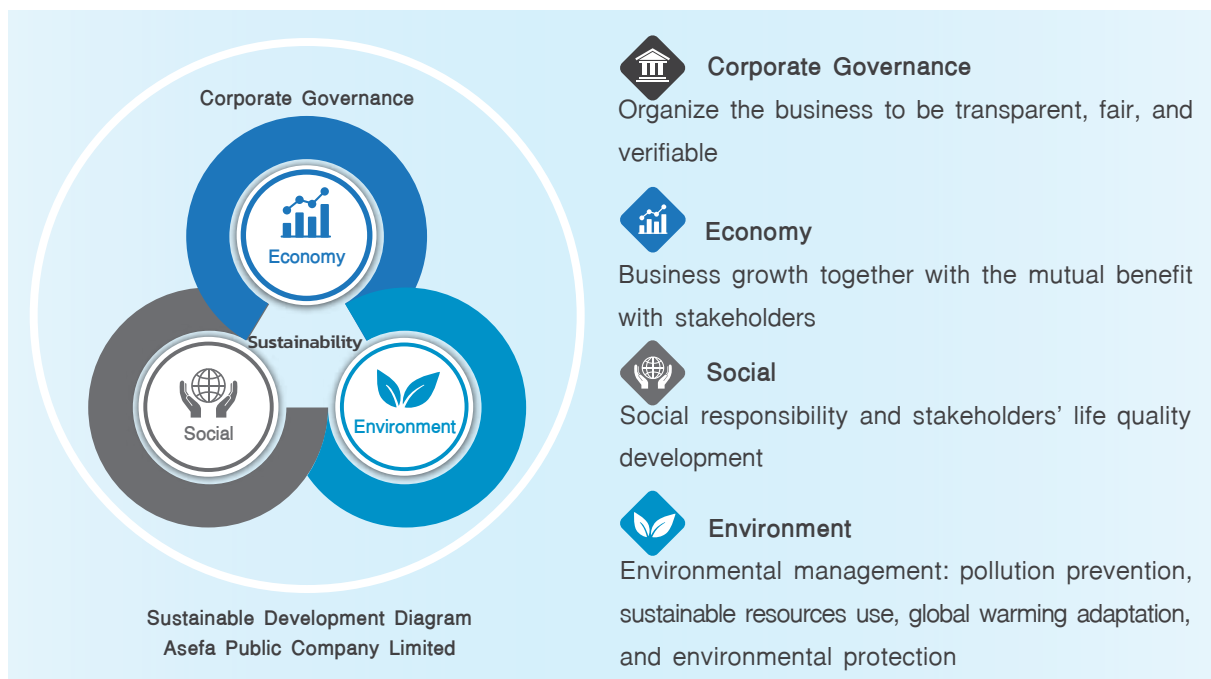 Corporate Governance
Economy
Sustainability
Social
Environment
Sustainable Development Diagram
Asefa Public Company Limited
Corporate Governance
Organize the business to be transparent, fair, and
verifiable
Economy
Business growth together with the mutual benefit
with stakeholders
Social
Social responsibility and stakeholders’ life quality
development
Environment
Environmental management: pollution prevention,
sustainable resources use, global warming adaptation,
and environmental protection